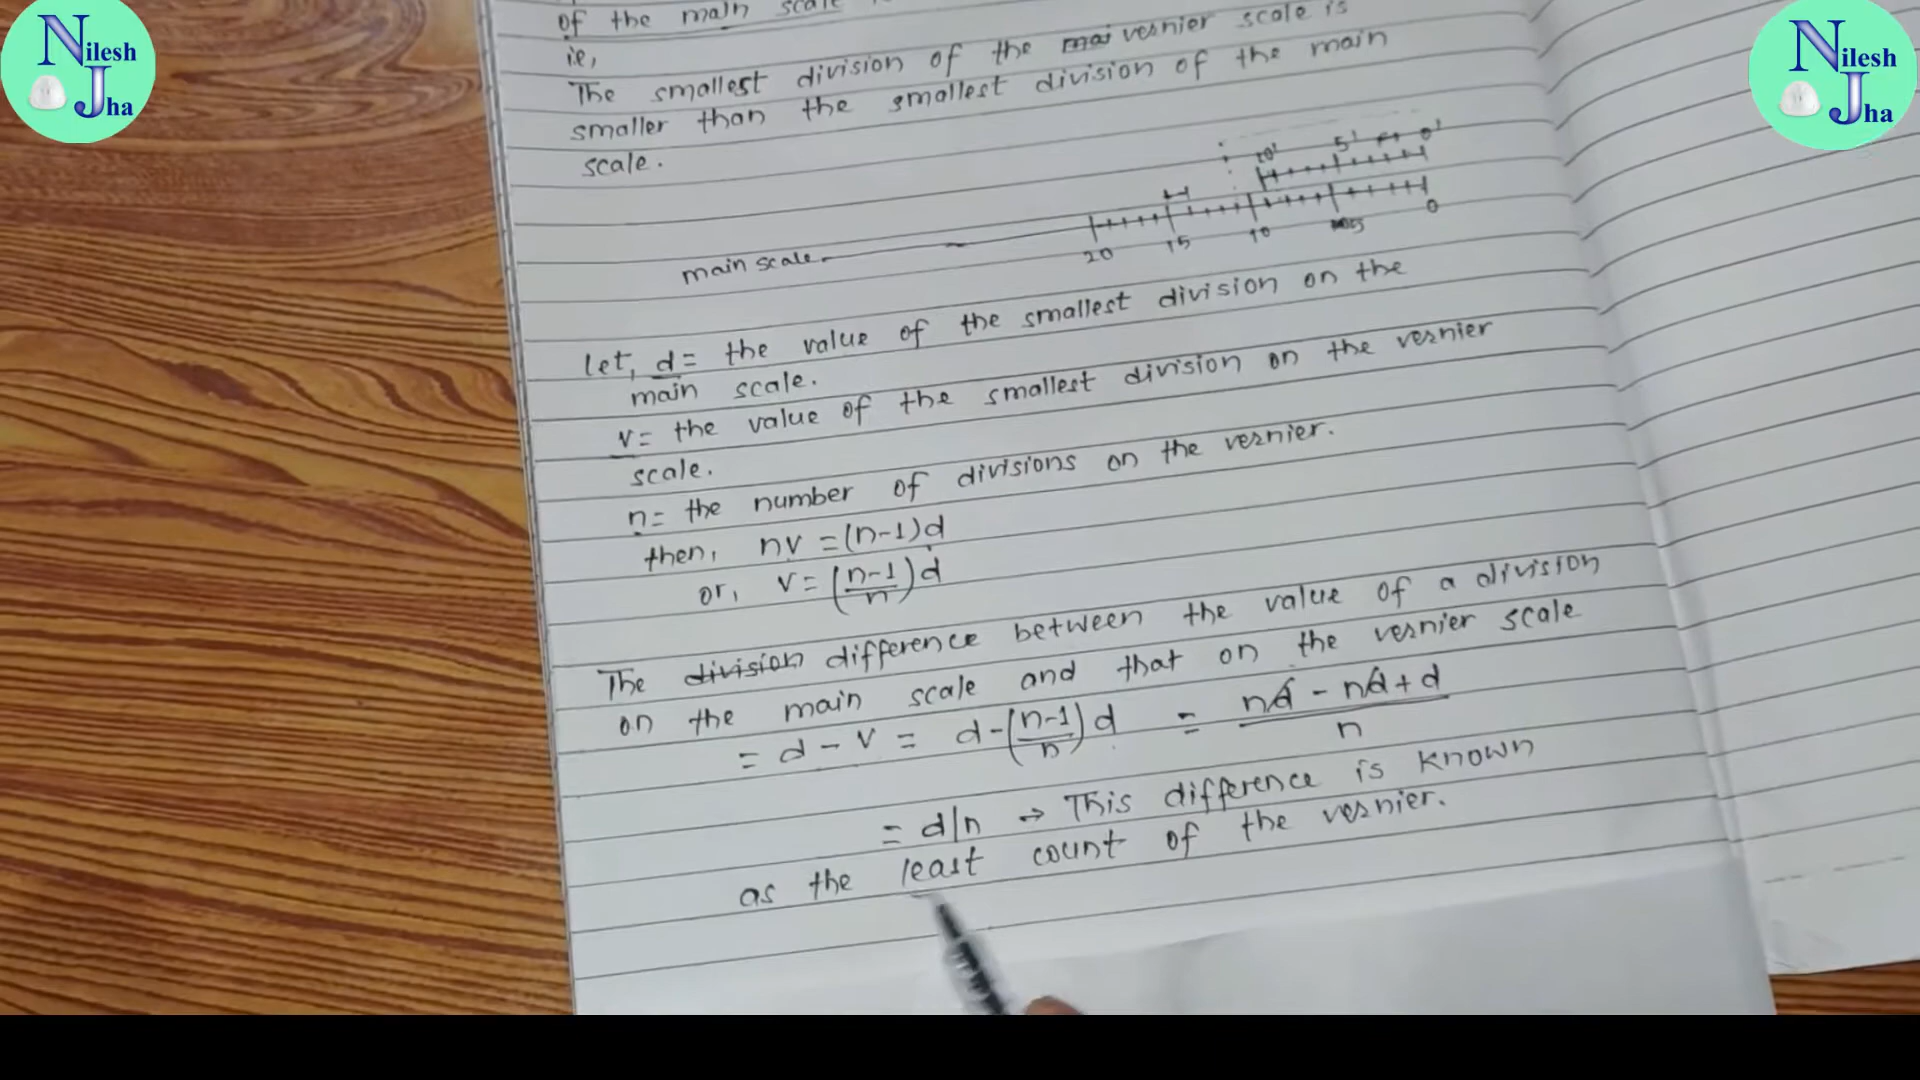 Nilesh Jha
Nilesh Jha
of the main scale
ie,
The smallest division of the mai vernier scale is
smaller than the smallest division of the main
scale.
10' 5' 0'
main scale
20 15 10 5 0
let, d = the value of the smallest division on the
main scale.
v = the value of the smallest division on the vernier
scale.
n = the number of divisions on the vernier.
then, nv = (n-1)d
or, v = (n-1/n)d
The division difference between the value of a division
on the main scale and that on the vernier scale
= d - v = d - (n-1/n)d = nd - nd + d / n
= d/n → This difference is known
as the least count of the vernier.